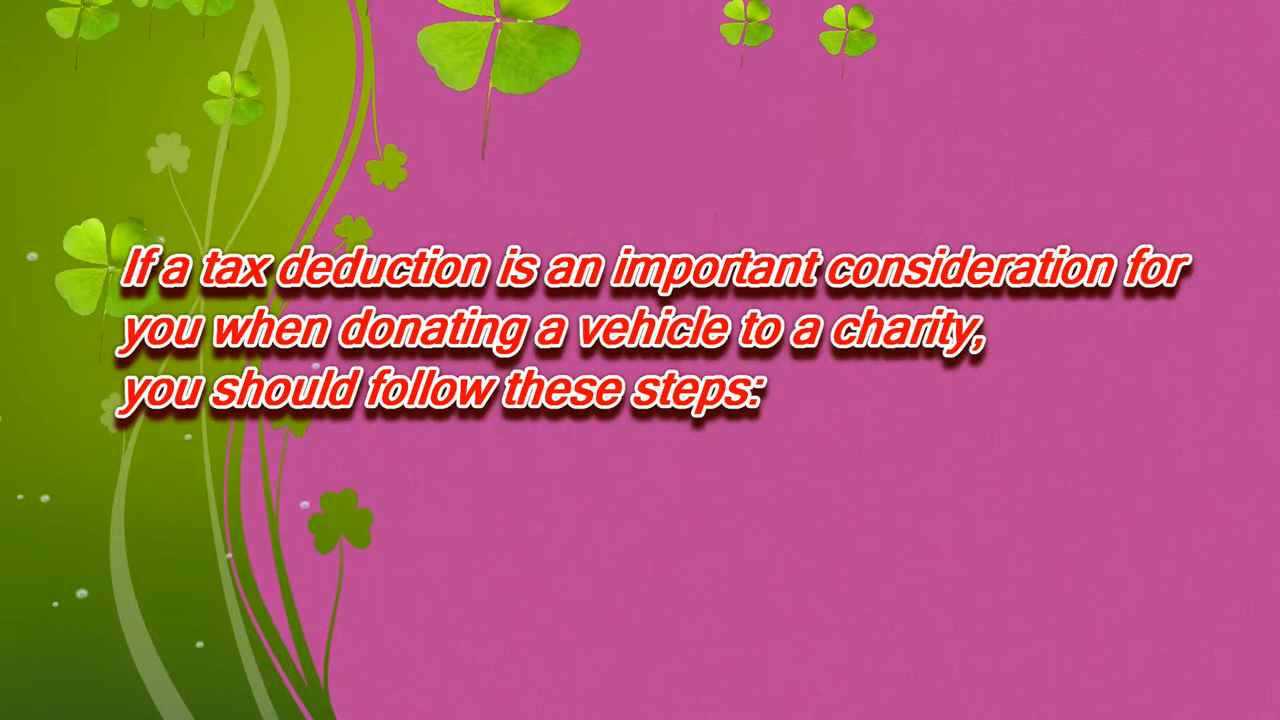 If a tax deduction is an important consideration for
you when donating a vehicle to a charity,
you should follow these steps: